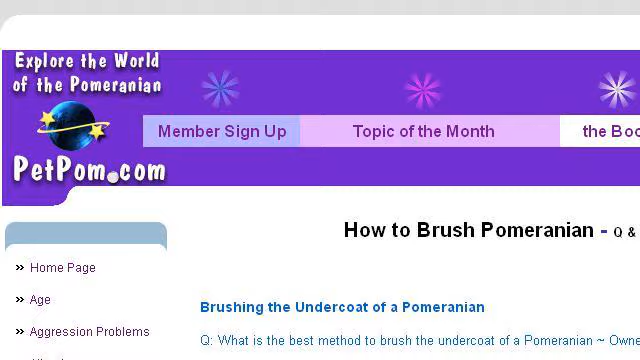 Explore the World
of the Pomeranian
PetPom.com
Member Sign Up
Topic of the Month
the Boo
How to Brush Pomeranian - Q &
Home Page
Age
Aggression Problems
Brushing the Undercoat of a Pomeranian
Q: What is the best method to brush the undercoat of a Pomeranian ~ Owne